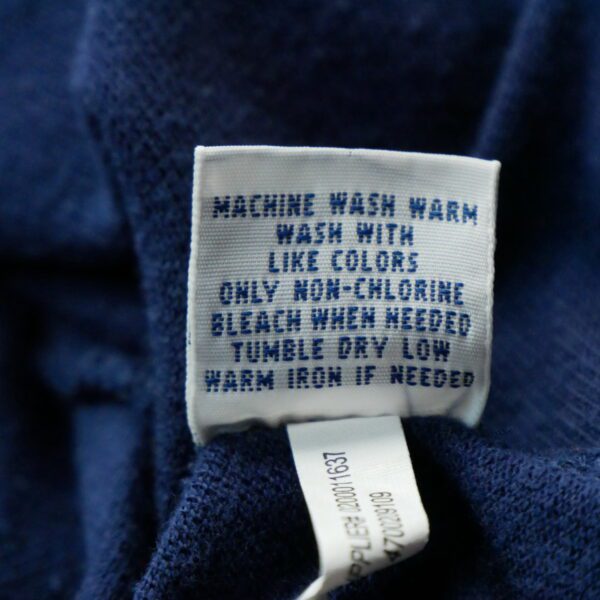 MACHINE WASH WARM
WASH WITH
LIKE COLORS
ONLY NON-CHLORINE
BLEACH WHEN NEEDED
TUMBLE DRY LOW
WARM IRON IF NEEDED
0200011637